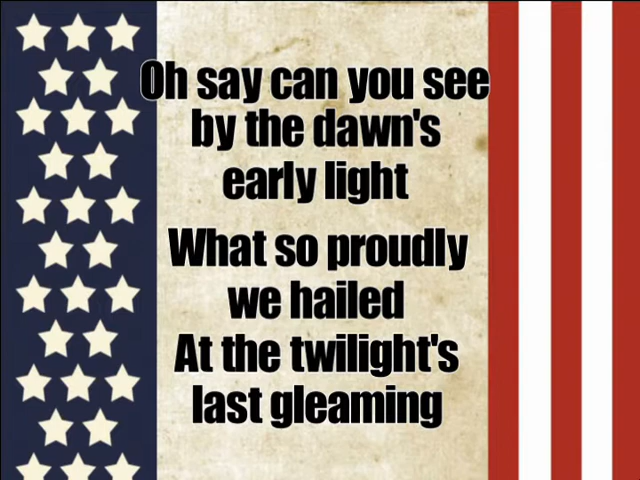 Oh say can you see
by the dawn's
early light
What so proudly
we hailed
At the twilight's
last gleaming